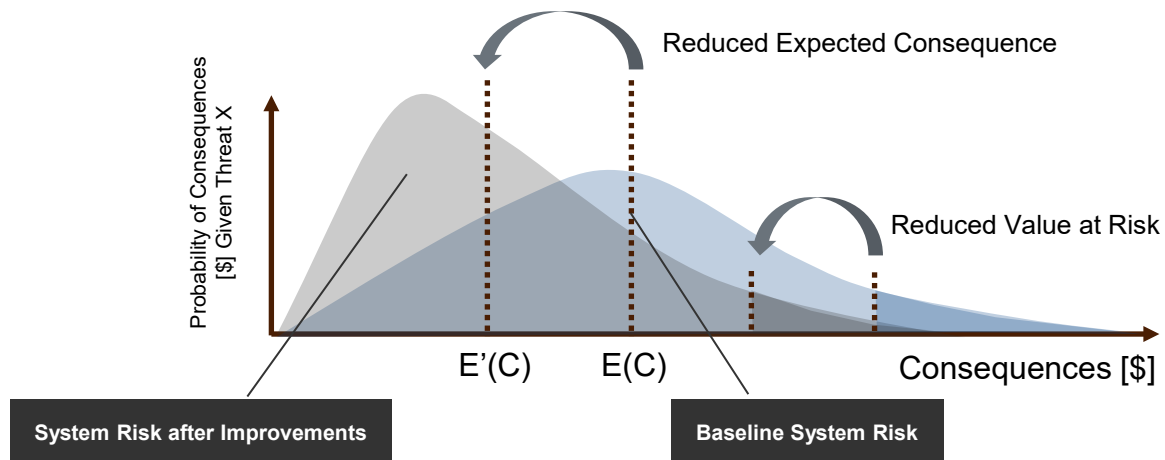 Reduced Expected Consequence
Probability of Consequences
[$] Given Threat X
Reduced Value at Risk
E’(C)
E(C)
Consequences [$]
System Risk after Improvements
Baseline System Risk